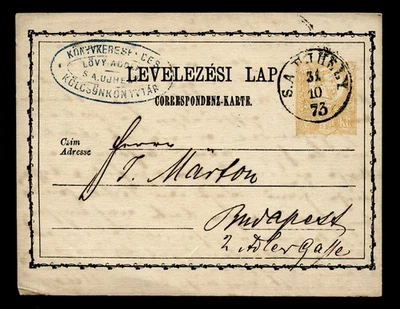 KÖNYVKERESKEDÉS
LÖVY ADOLF
S.A.UJHELY
KÖLCSÖNKÖNYVTÁR
LEVELEZÉSI LAP
CORRESPONDENZ-KARTE.
S.A. UJHELY
31
10
73
Czim
Adresse
Herrn
J. Márton
Budapest
2 Adler Gasse